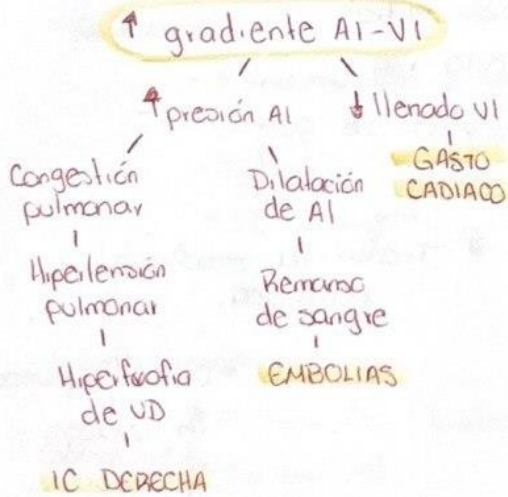 ↑ gradiente AI-VI
↑ presión AI
↓ llenado VI
Congestión
pulmonar
Dilatación
de AI
GASTO
CADIACO
Hipertensión
pulmonar
Remanso
de sangre
Hipertrofia
de VD
EMBOLIAS
IC DERECHA